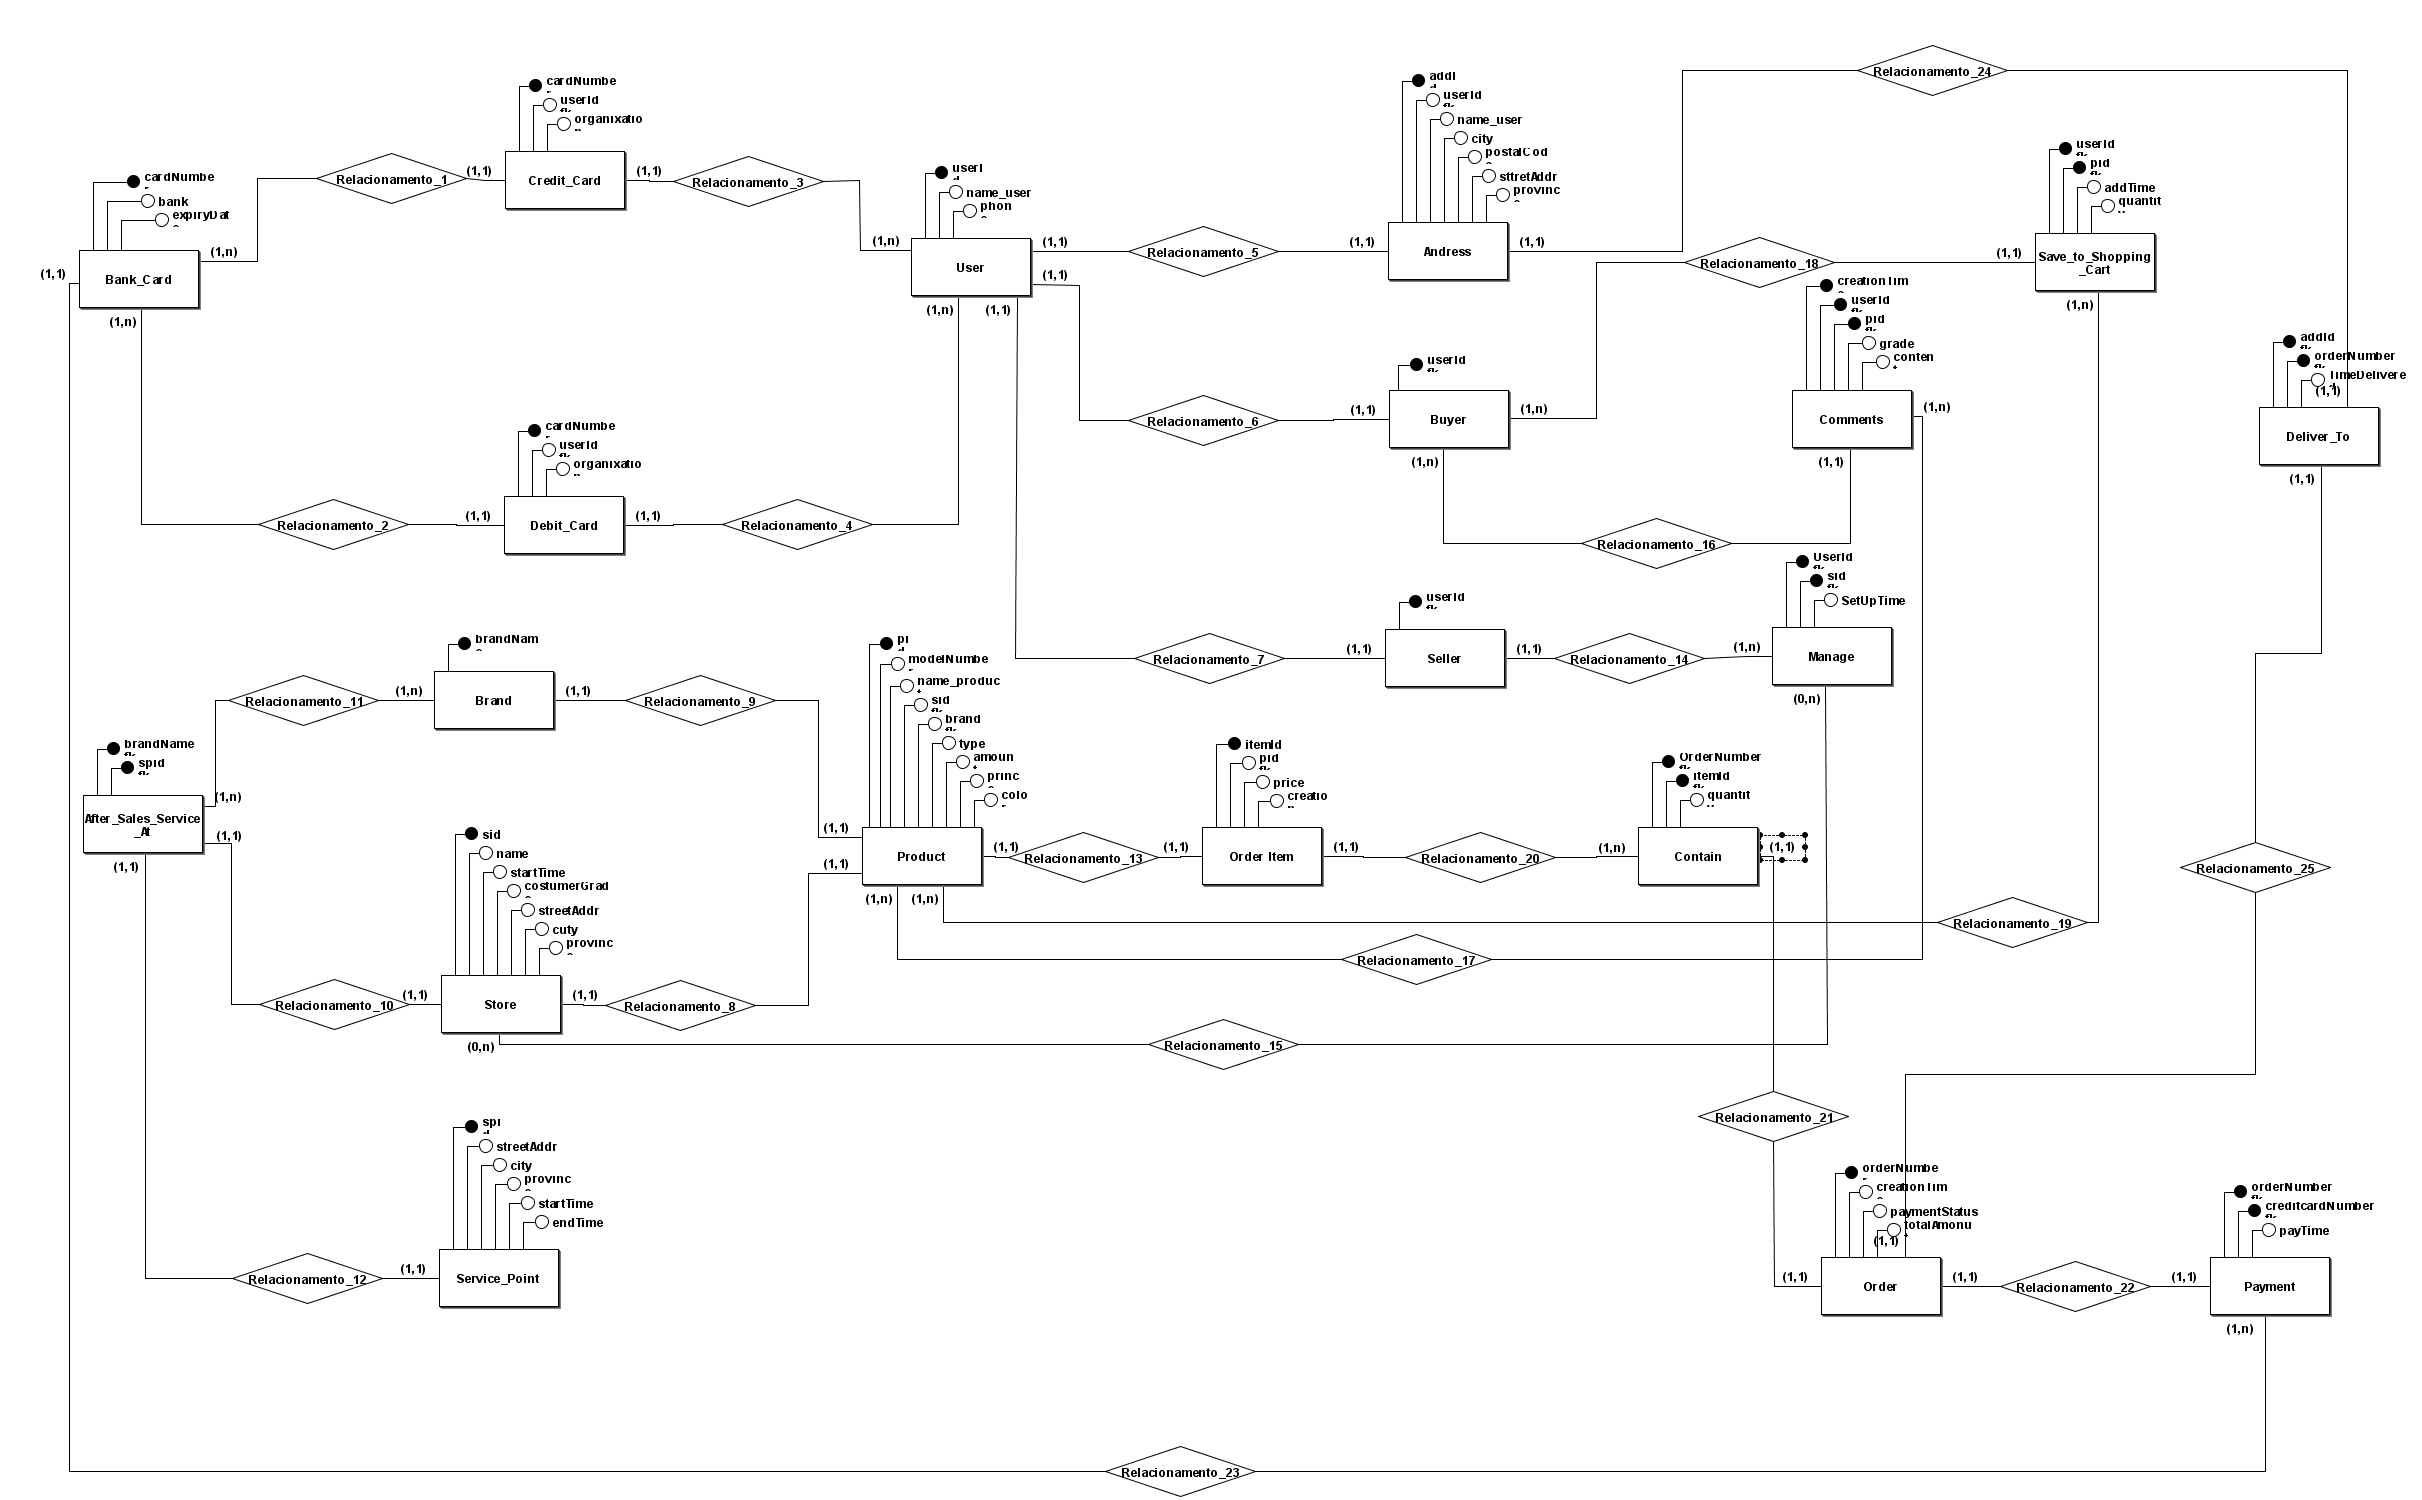 Relacionamento_24
cardNumbe
userId
organixatio
Credit_Card
Relacionamento_1
(1,1)
(1,1)
Relacionamento_3
(1,n)
cardNumbe
bank
expiryDat
Bank_Card
(1,n)
(1,1)
(1,n)
userI
name_user
phon
User
(1,1)
(1,1)
(1,n)
(1,1)
addI
userId
name_user
city
postalCod
sttretAddr
provinc
Andress
Relacionamento_5
(1,1)
(1,1)
Relacionamento_18
(1,1)
userId
pid
addTime
quantit
Save_to_Shopping
_Cart
(1,n)
creationTim
userId
pid
grade
conten
Comments
(1,n)
(1,1)
addId
orderNumber
TimeDelivere
(1,1)
Deliver_To
(1,1)
userId
Buyer
Relacionamento_6
(1,1)
(1,n)
(1,n)
Relacionamento_16
cardNumbe
userId
organixatio
Debit_Card
Relacionamento_2
(1,1)
(1,1)
Relacionamento_4
userId
Seller
Relacionamento_7
(1,1)
(1,1)
Relacionamento_14
(1,n)
UserId
sid
SetUpTime
Manage
(0,n)
brandNam
Brand
Relacionamento_11
(1,n)
(1,1)
Relacionamento_9
brandName
spid
After_Sales_Service
_At
(1,n)
(1,1)
(1,1)
pi
modelNumbe
name_produc
sid
brand
type
amoun
princ
colo
Product
(1,1)
(1,1)
(1,n)
(1,n)
(1,1)
Relacionamento_13
(1,1)
itemId
pid
price
creatio
Order Item
(1,1)
Relacionamento_20
(1,n)
OrderNumber
itemId
quantit
Contain
(1,1)
Relacionamento_25
Relacionamento_19
Relacionamento_17
sid
name
startTime
costumerGrad
streetAddr
cuty
provinc
Store
Relacionamento_10
(1,1)
(1,1)
Relacionamento_8
(0,n)
Relacionamento_15
Relacionamento_21
spi
streetAddr
city
provinc
startTime
endTime
Service_Point
Relacionamento_12
(1,1)
orderNumbe
creationTim
paymentStatus
totalAmonu
(1,1)
Order
(1,1)
(1,1)
Relacionamento_22
(1,1)
orderNumber
creditcardNumber
payTime
Payment
(1,n)
Relacionamento_23